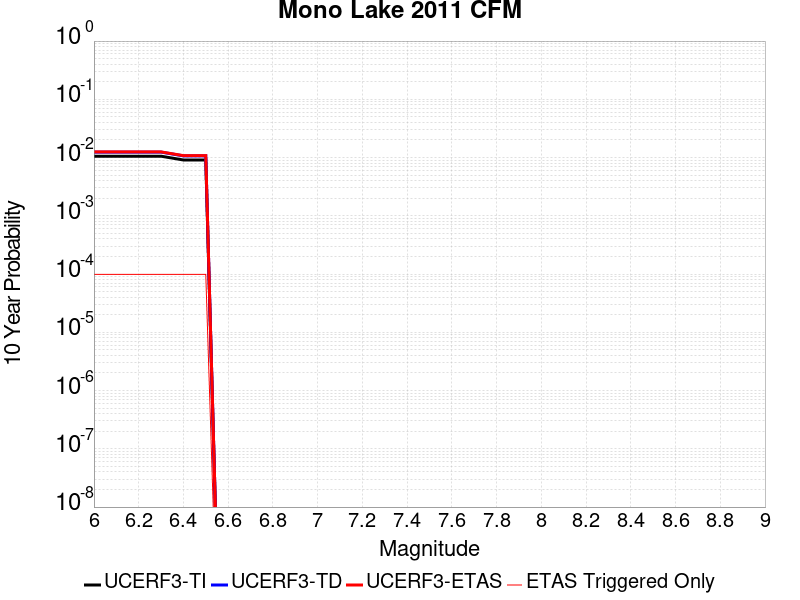 Mono Lake 2011 CFM
10^0
10^-1
10^-2
10^-3
10^-4
10^-5
10^-6
10^-7
10^-8
10 Year Probability
6 6.2 6.4 6.6 6.8 7 7.2 7.4 7.6 7.8 8 8.2 8.4 8.6 8.8 9
Magnitude
UCERF3-TI UCERF3-TD UCERF3-ETAS ETAS Triggered Only